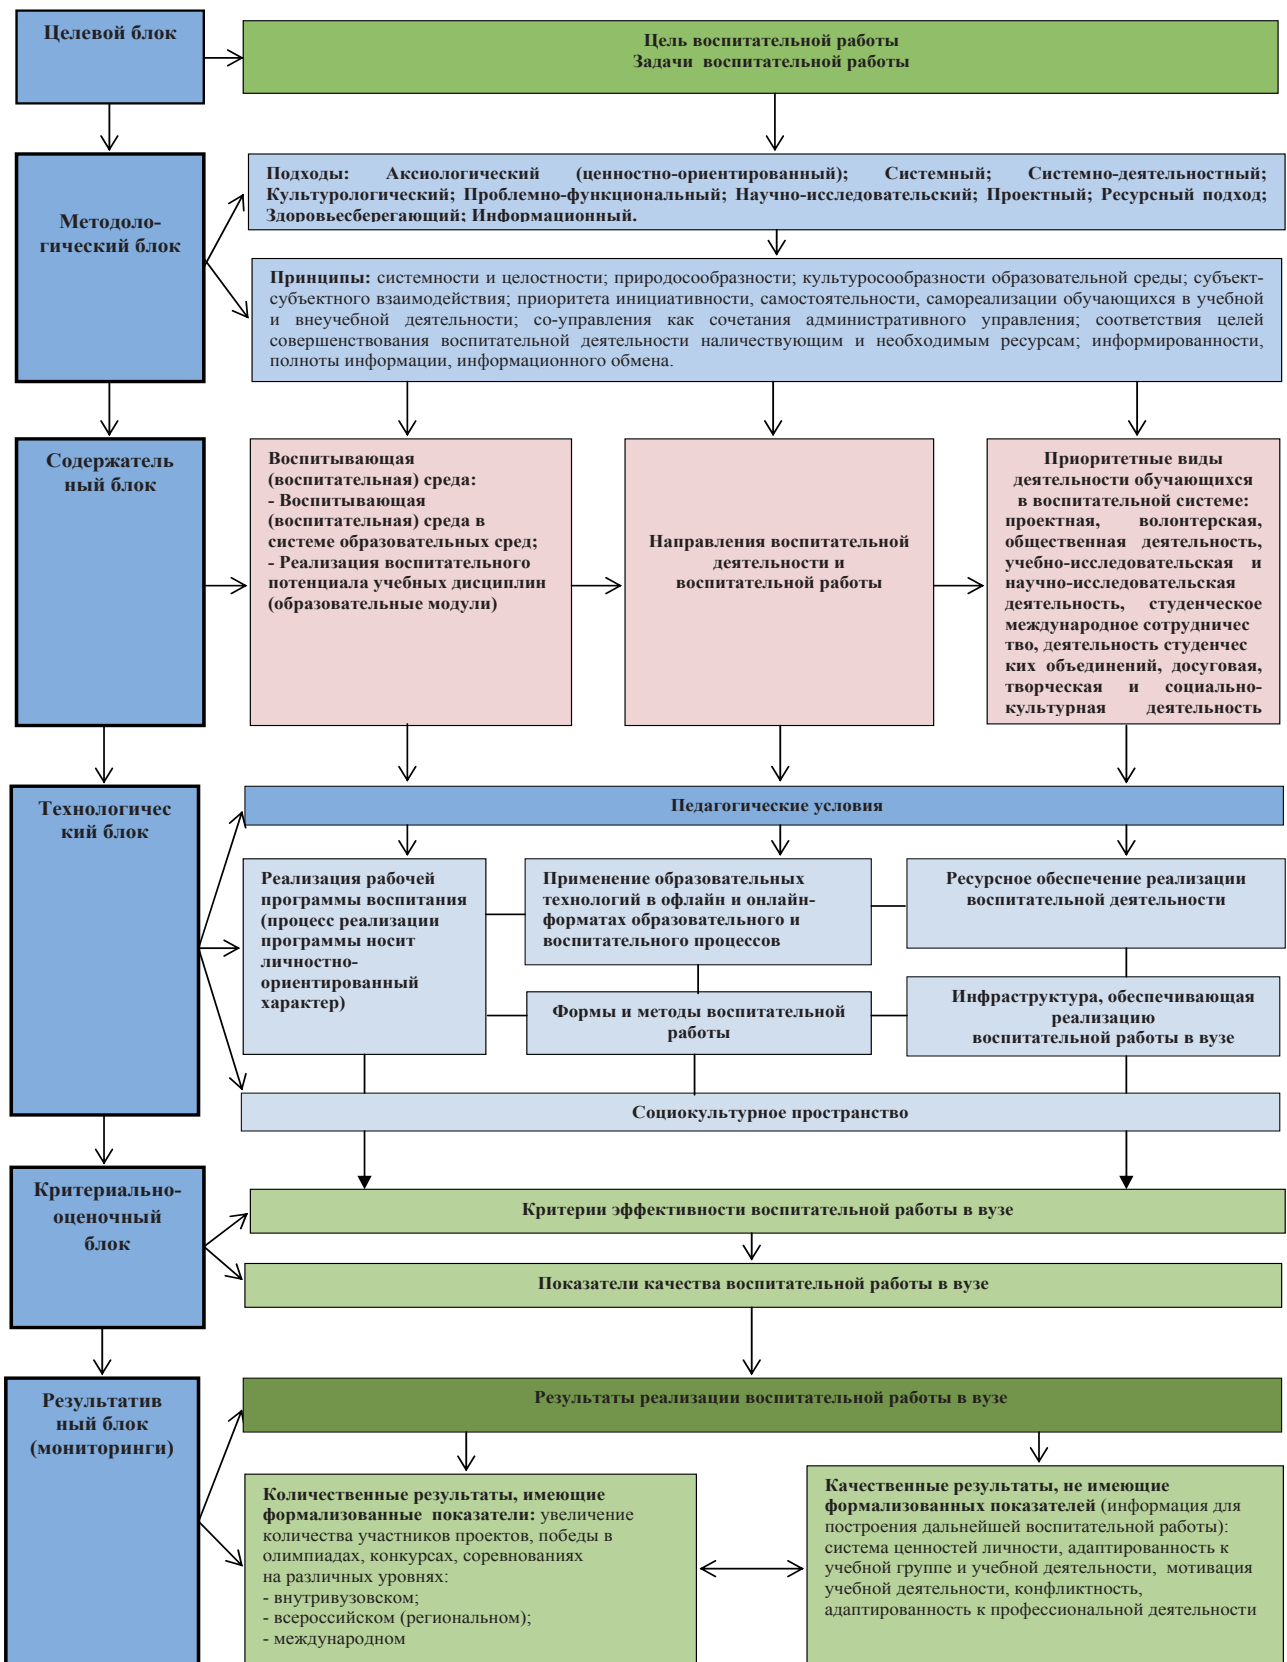 Целевой блок
Цель воспитательной работы
Задачи воспитательной работы
Методоло-
гический блок
Подходы: Аксиологический (ценностно-ориентированный); Системный; Системно-деятельностный;
Культурологический; Проблемно-функциональный; Научно-исследовательский; Проектный; Ресурсный подход;
Здоровьесберегающий; Информационный.
Принципы: системности и целостности; природосообразности; культуросообразности образовательной среды; субъект-
субъектного взаимодействия; приоритета инициативности, самостоятельности, самореализации обучающихся в учебной
и внеучебной деятельности; со-управления как сочетания административного управления; соответствия целей
совершенствования воспитательной деятельности наличествующим и необходимым ресурсам; информированности,
полноты информации, информационного обмена.
Содержатель
ный блок
Воспитывающая
(воспитательная) среда:
- Воспитывающая
(воспитательная) среда в
системе образовательных сред;
- Реализация воспитательного
потенциала учебных дисциплин
(образовательные модули)
Направления воспитательной
деятельности и
воспитательной работы
Приоритетные виды
деятельности обучающихся
в воспитательной системе:
проектная, волонтерская,
общественная деятельность,
учебно-исследовательская и
научно-исследовательская
деятельность, студенческое
международное сотрудничес
тво, деятельность студенчес
ких объединений, досуговая,
творческая и социально-
культурная деятельность
Технологичес
кий блок
Педагогические условия
Реализация рабочей
программы воспитания
(процесс реализации
программы носит
личностно-
ориентированный
характер)
Применение образовательных
технологий в офлайн и онлайн-
форматах образовательного и
воспитательного процессов
Ресурсное обеспечение реализации
воспитательной деятельности
Формы и методы воспитательной
работы
Инфраструктура, обеспечивающая
реализацию
воспитательной работы в вузе
Социокультурное пространство
Критериально-
оценочный
блок
Критерии эффективности воспитательной работы в вузе
Показатели качества воспитательной работы в вузе
Результатив
ный блок
(мониторинги)
Результаты реализации воспитательной работы в вузе
Количественные результаты, имеющие
формализованные показатели: увеличение
количества участников проектов, победы в
олимпиадах, конкурсах, соревнованиях
на различных уровнях:
- внутривузовском;
- всероссийском (региональном);
- международном
Качественные результаты, не имеющие
формализованных показателей (информация для
построения дальнейшей воспитательной работы):
система ценностей личности, адаптированность к
учебной группе и учебной деятельности, мотивация
учебной деятельности, конфликтность,
адаптированность к профессиональной деятельности